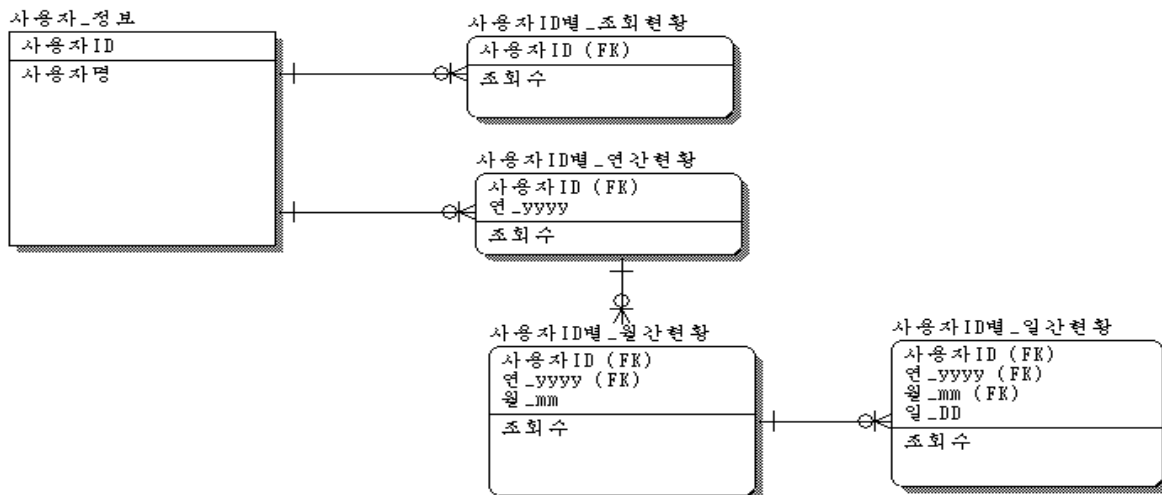 사용자_정보
사용자ID
사용자명
사용자ID별_조회현황
사용자ID (FK)
조회수
사용자ID별_연간현황
사용자ID (FK)
연_yyyy
조회수
사용자ID별_월간현황
사용자ID (FK)
연_yyyy (FK)
월_mm
조회수
사용자ID별_일간현황
사용자ID (FK)
연_yyyy (FK)
월_mm (FK)
일_DD
조회수